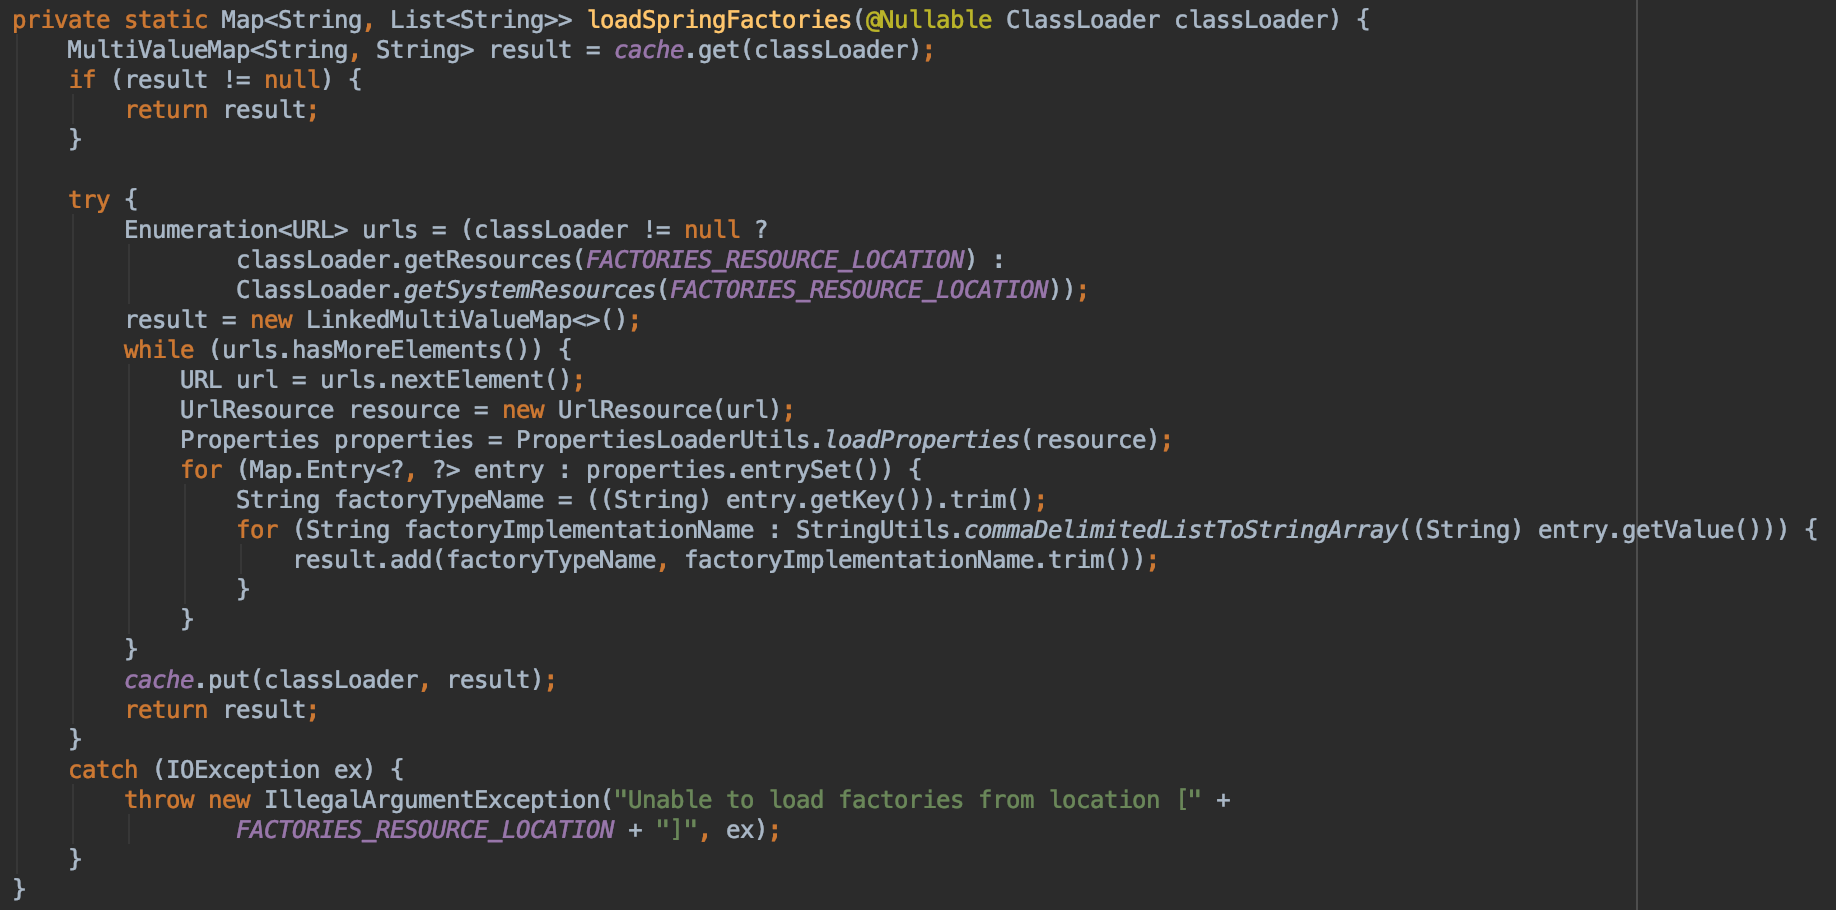 private static Map<String, List<String>> loadSpringFactories(@Nullable ClassLoader classLoader) {
    MultiValueMap<String, String> result = cache.get(classLoader);
    if (result != null) {
        return result;
    }

    try {
        Enumeration<URL> urls = (classLoader != null ?
                classLoader.getResources(FACTORIES_RESOURCE_LOCATION) :
                ClassLoader.getSystemResources(FACTORIES_RESOURCE_LOCATION));
        result = new LinkedMultiValueMap<>();
        while (urls.hasMoreElements()) {
            URL url = urls.nextElement();
            UrlResource resource = new UrlResource(url);
            Properties properties = PropertiesLoaderUtils.loadProperties(resource);
            for (Map.Entry<?, ?> entry : properties.entrySet()) {
                String factoryTypeName = ((String) entry.getKey()).trim();
                for (String factoryImplementationName : StringUtils.commaDelimitedListToStringArray((String) entry.getValue())) {
                    result.add(factoryTypeName, factoryImplementationName.trim());
                }
            }
        }
        cache.put(classLoader, result);
        return result;
    }
    catch (IOException ex) {
        throw new IllegalArgumentException("Unable to load factories from location [" +
                FACTORIES_RESOURCE_LOCATION + "]", ex);
    }
}